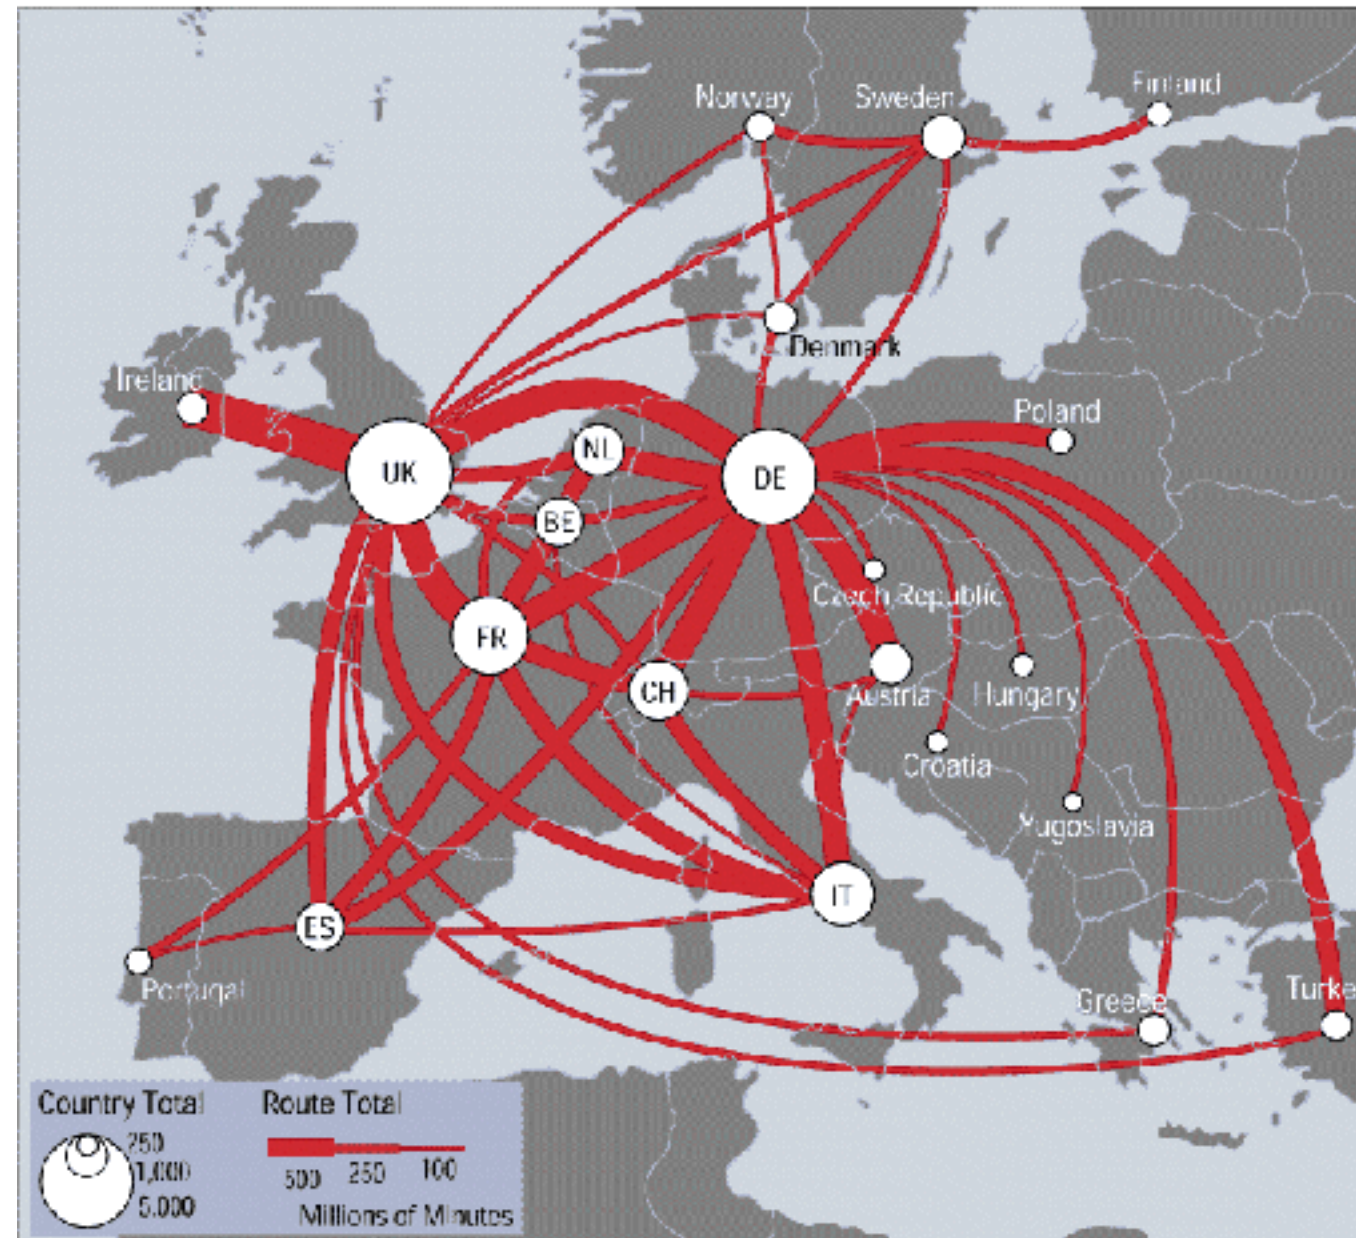 Norway
Sweden
Finland
Ireland
Denmark
Poland
UK
NL
DE
BE
Czech Republic
FR
CH
Austria
Hungary
Croatia
Yugoslavia
IT
ES
Portugal
Greece
Turke
Country Total
Route Total
250
1,000
5,000
500
250
100
Millions of Minutes